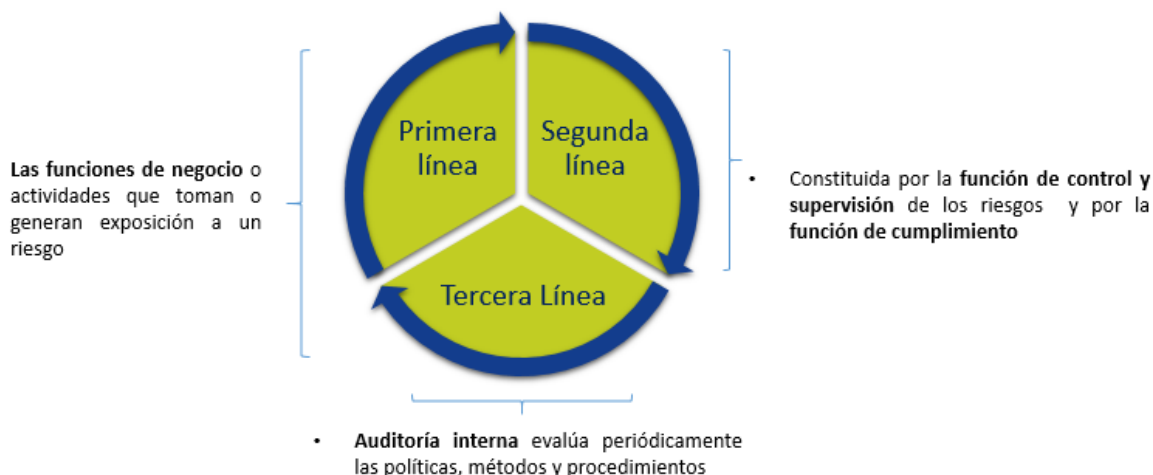 Primera
línea
Segunda
línea
Tercera Línea
Las funciones de negocio o
actividades que toman o
generan exposición a un
riesgo
• Constituida por la función de control y
supervisión de los riesgos y por la
función de cumplimiento
• Auditoría interna evalúa periódicamente
las políticas, métodos y procedimientos